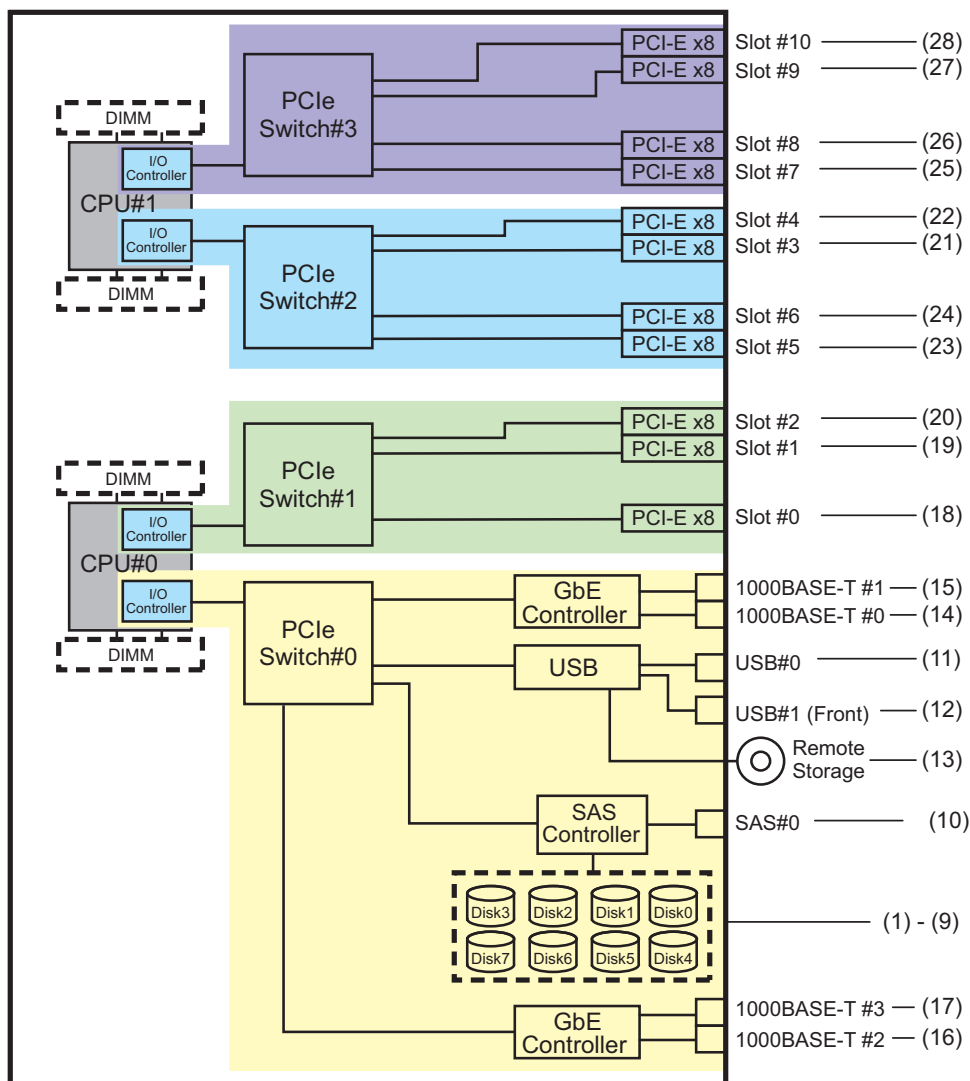 PCI-E x8 Slot #10 (28)
PCI-E x8 Slot #9 (27)
PCIe
Switch#3
DIMM
PCI-E x8 Slot #8 (26)
I/O
Controller
PCI-E x8 Slot #7 (25)
CPU#1
PCI-E x8 Slot #4 (22)
I/O
Controller
PCI-E x8 Slot #3 (21)
PCIe
Switch#2
DIMM
PCI-E x8 Slot #6 (24)
PCI-E x8 Slot #5 (23)
PCI-E x8 Slot #2 (20)
PCI-E x8 Slot #1 (19)
PCIe
Switch#1
DIMM
PCI-E x8 Slot #0 (18)
I/O
Controller
CPU#0
I/O
Controller
GbE
Controller
1000BASE-T #1 (15)
1000BASE-T #0 (14)
PCIe
Switch#0
DIMM
USB
USB#0 (11)
USB#1 (Front) (12)
Remote
Storage (13)
SAS
Controller
SAS#0 (10)
Disk3 Disk2 Disk1 Disk0
(1) - (9)
Disk7 Disk6 Disk5 Disk4
GbE
Controller
1000BASE-T #3 (17)
1000BASE-T #2 (16)